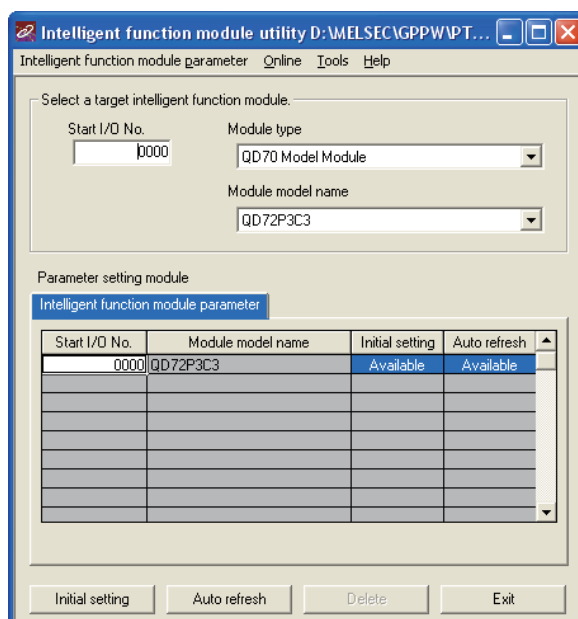 Intelligent function module utility D:\MELSEC\GPPW\PT...
Intelligent function module parameter Online Tools Help
Select a target intelligent function module.
Start I/O No. Module type
0000 QD70 Model Module
Module model name
QD72P3C3
Parameter setting module
Intelligent function module parameter
Start I/O No. Module model name Initial setting Auto refresh
0000 QD72P3C3 Available Available
Initial setting Auto refresh Delete Exit